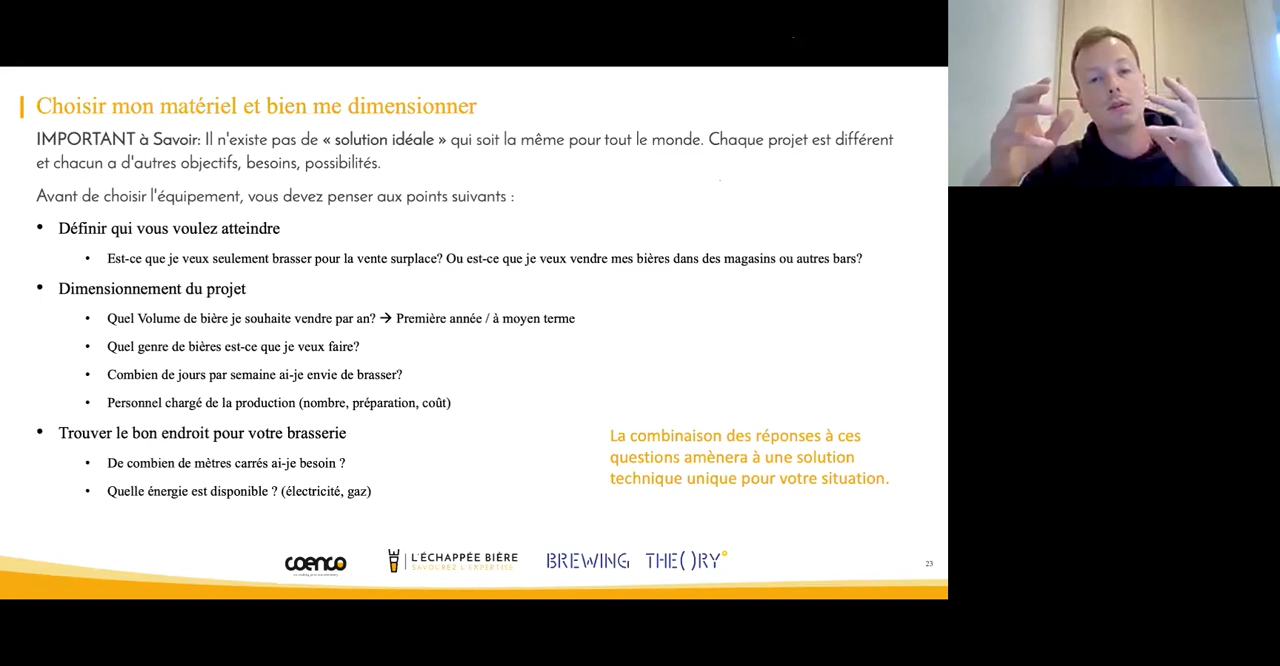 Choisir mon matériel et bien me dimensionner
IMPORTANT à Savoir: Il n'existe pas de « solution idéale » qui soit la même pour tout le monde. Chaque projet est différent
et chacun a d'autres objectifs, besoins, possibilités.
Avant de choisir l'équipement, vous devez penser aux points suivants :
• Définir qui vous voulez atteindre
• Est-ce que je veux seulement brasser pour la vente surplace? Ou est-ce que je veux vendre mes bières dans des magasins ou autres bars?
• Dimensionnement du projet
• Quel Volume de bière je souhaite vendre par an? → Première année / à moyen terme
• Quel genre de bières est-ce que je veux faire?
• Combien de jours par semaine ai-je envie de brasser?
• Personnel chargé de la production (nombre, préparation, coût)
• Trouver le bon endroit pour votre brasserie
• De combien de mètres carrés ai-je besoin ?
• Quelle énergie est disponible ? (électricité, gaz)
La combinaison des réponses à ces
questions amènera à une solution
technique unique pour votre situation.
coenco
L'ÉCHAPPÉE BIÈRE
SAVOUREZ L'EXPERTISE
BREWING THE()RY°
23